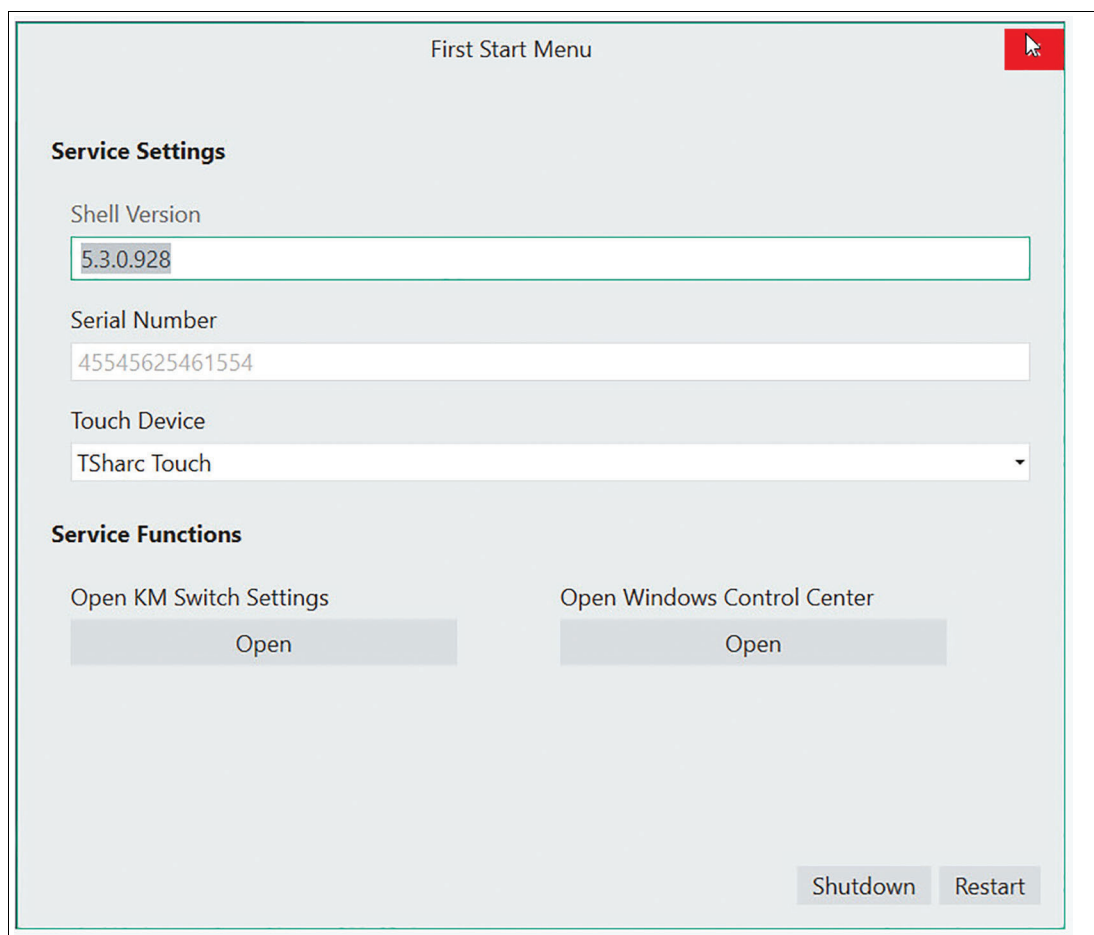 First Start Menu
Service Settings
Shell Version
5.3.0.928
Serial Number
45545625461554
Touch Device
TSharc Touch
Service Functions
Open KM Switch Settings Open Windows Control Center
Open Open
Shutdown Restart